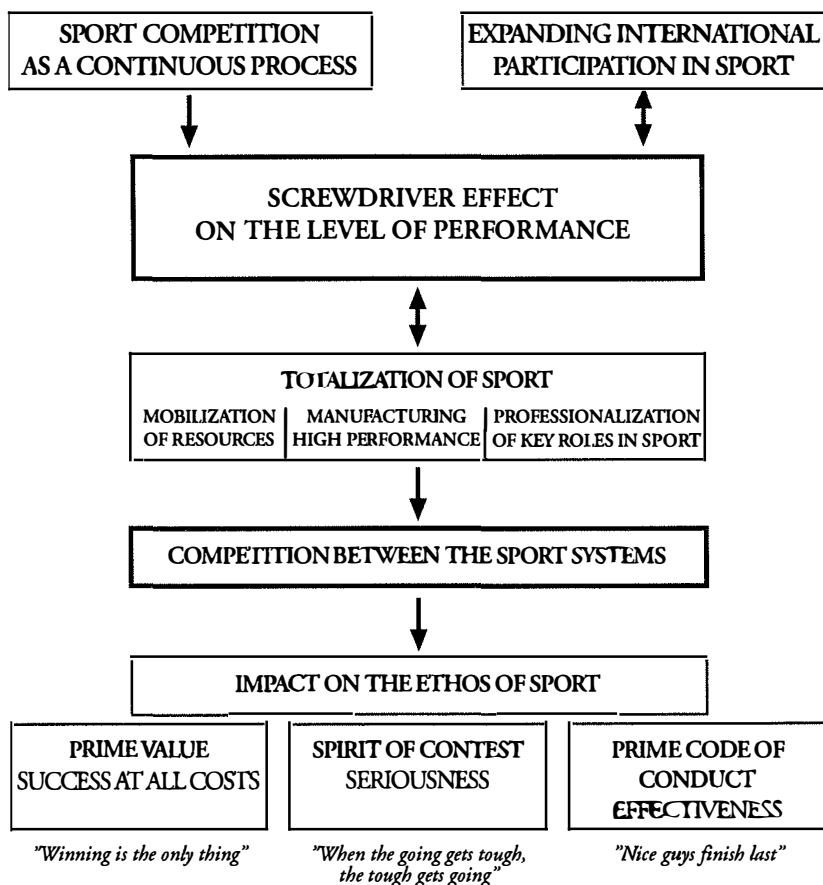 SPORT COMPETITION
AS A CONTINUOUS PROCESS
EXPANDING INTERNATIONAL
PARTICIPATION IN SPORT
SCREWDRIVER EFFECT
ON THE LEVEL OF PERFORMANCE
TOTALIZATION OF SPORT
MOBILIZATION
OF RESOURCES
MANUFACTURING
HIGH PERFORMANCE
PROFESSIONALIZATION
OF KEY ROLES IN SPORT
COMPETITION BETWEEN THE SPORT SYSTEMS
IMPACT ON THE ETHOS OF SPORT
PRIME VALUE
SUCCESS AT ALL COSTS
SPIRIT OF CONTEST
SERIOUSNESS
PRIME CODE OF
CONDUCT
EFFECTIVENESS
"Winning is the only thing"
"When the going gets tough,
the tough gets going"
"Nice guys finish last"